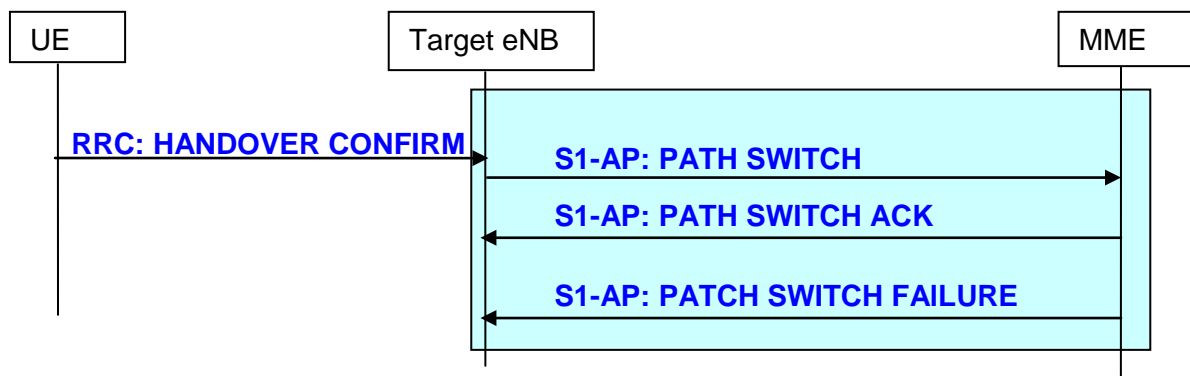 UE
Target eNB
MME
RRC: HANDOVER CONFIRM
S1-AP: PATH SWITCH
S1-AP: PATH SWITCH ACK
S1-AP: PATCH SWITCH FAILURE